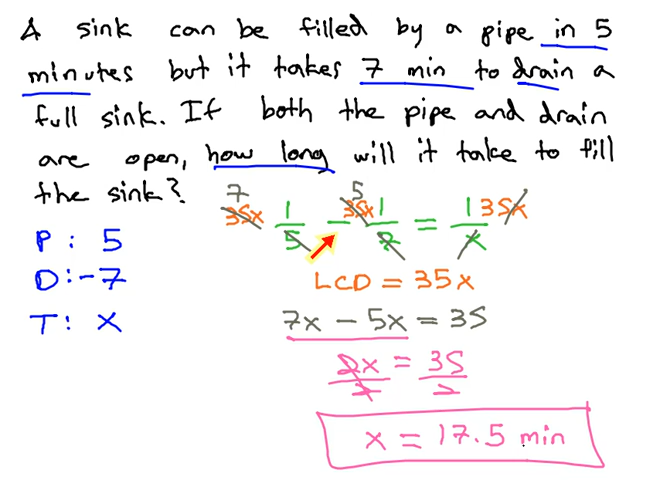 A sink can be filled by a pipe in 5
minutes but it takes 7 min to drain a
full sink. If both the pipe and drain
are open, how long will it take to fill
the sink?
7 5
35x 1/5 - 35x 1/7 = 1/x 35x
P: 5
D: -7
LCD = 35x
T: x
7x - 5x = 35
2x/2 = 35/2
x = 17.5 min